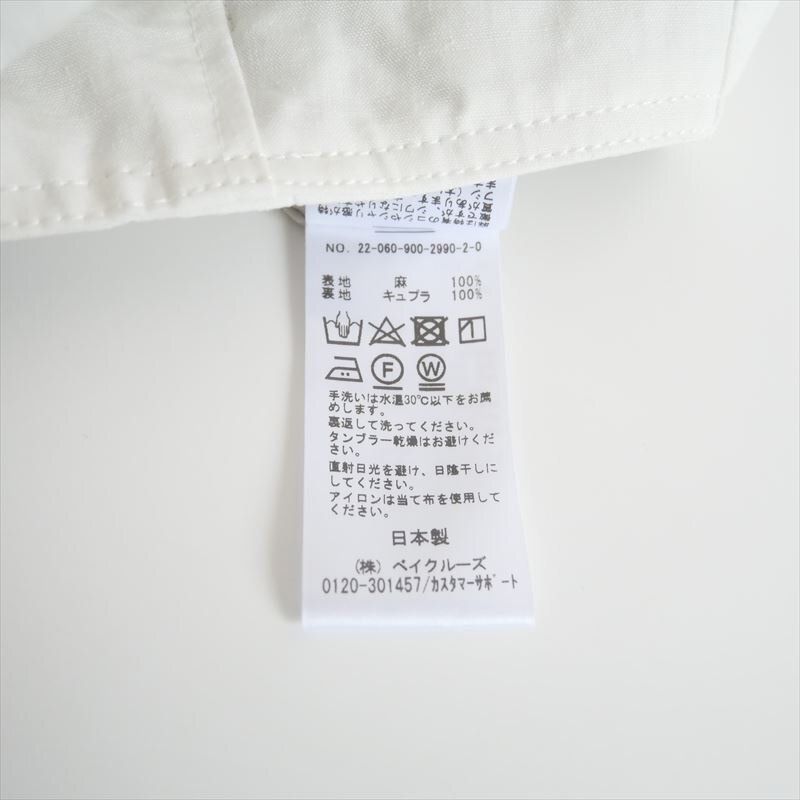 NO. 22-060-900-2990-2-0
表地 麻 100%
裏地 キュプラ 100%
F W
手洗いは水温30℃以下をお薦
めします。
裏返して洗ってください。
タンブラー乾燥はお避けくだ
さい。
直射日光を避け、日陰干しに
してください。
アイロンは当て布を使用して
ください。
日本製
(株) ベイクルーズ
0120-301457/カスタマーサポート